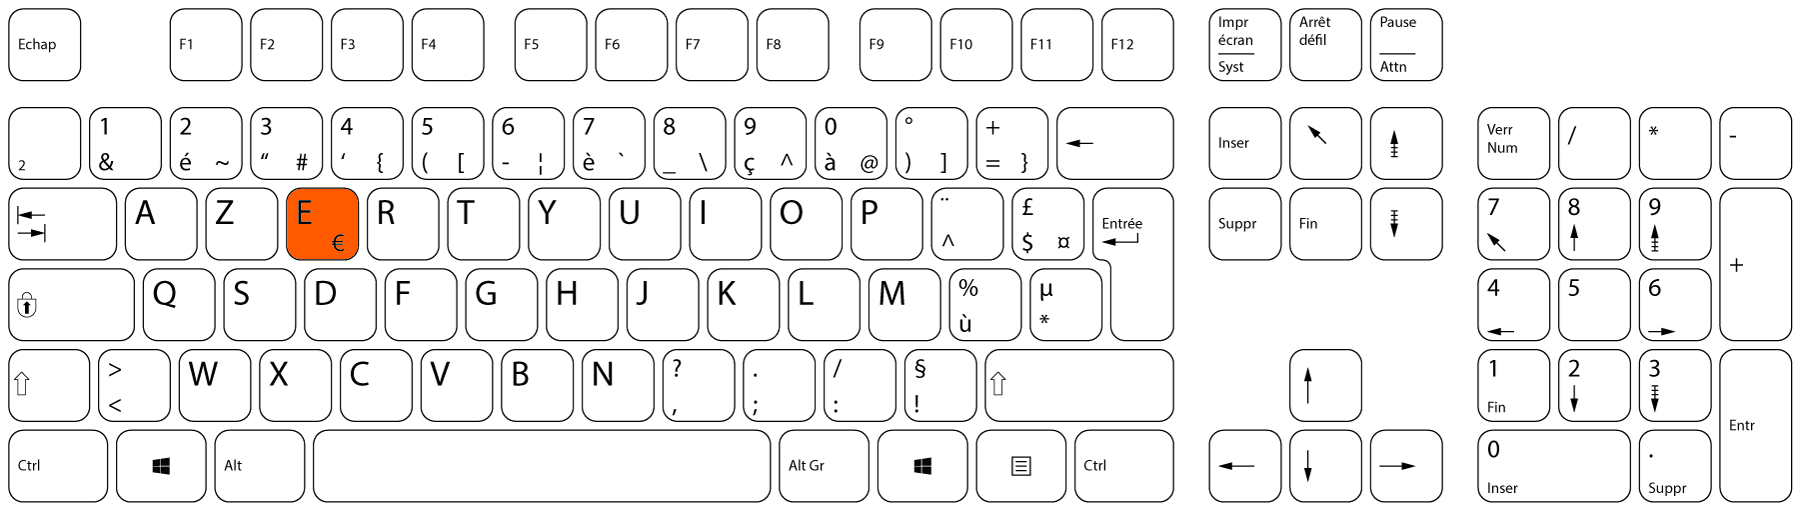 Echap F1 F2 F3 F4 F5 F6 F7 F8 F9 F10 F11 F12 Impr écran Syst Arrêt défil Pause Attn
2 1 & 2 é ~ 3 “ # 4 ‘ { 5 ( [ 6 - ¦ 7 è ` 8 _ \ 9 ç ^ 0 à @ ° ) ] + = } ← Inser ↖ ↑ Verr Num / * -
A Z E € R T Y U I O P ¨ ^ £ $ ¤ Entrée Suppr Fin ↓ 7 ↖ 8 ↑ 9 ↑ +
Q S D F G H J K L M % ù µ * 4 ← 5 6 →
⇧ > < W X C V B N ? , . ; / : § ! ⇧ ↑ 1 Fin 2 ↓ 3 ↓ Entr
Ctrl Alt Alt Gr Ctrl ← ↓ → 0 Inser . Suppr